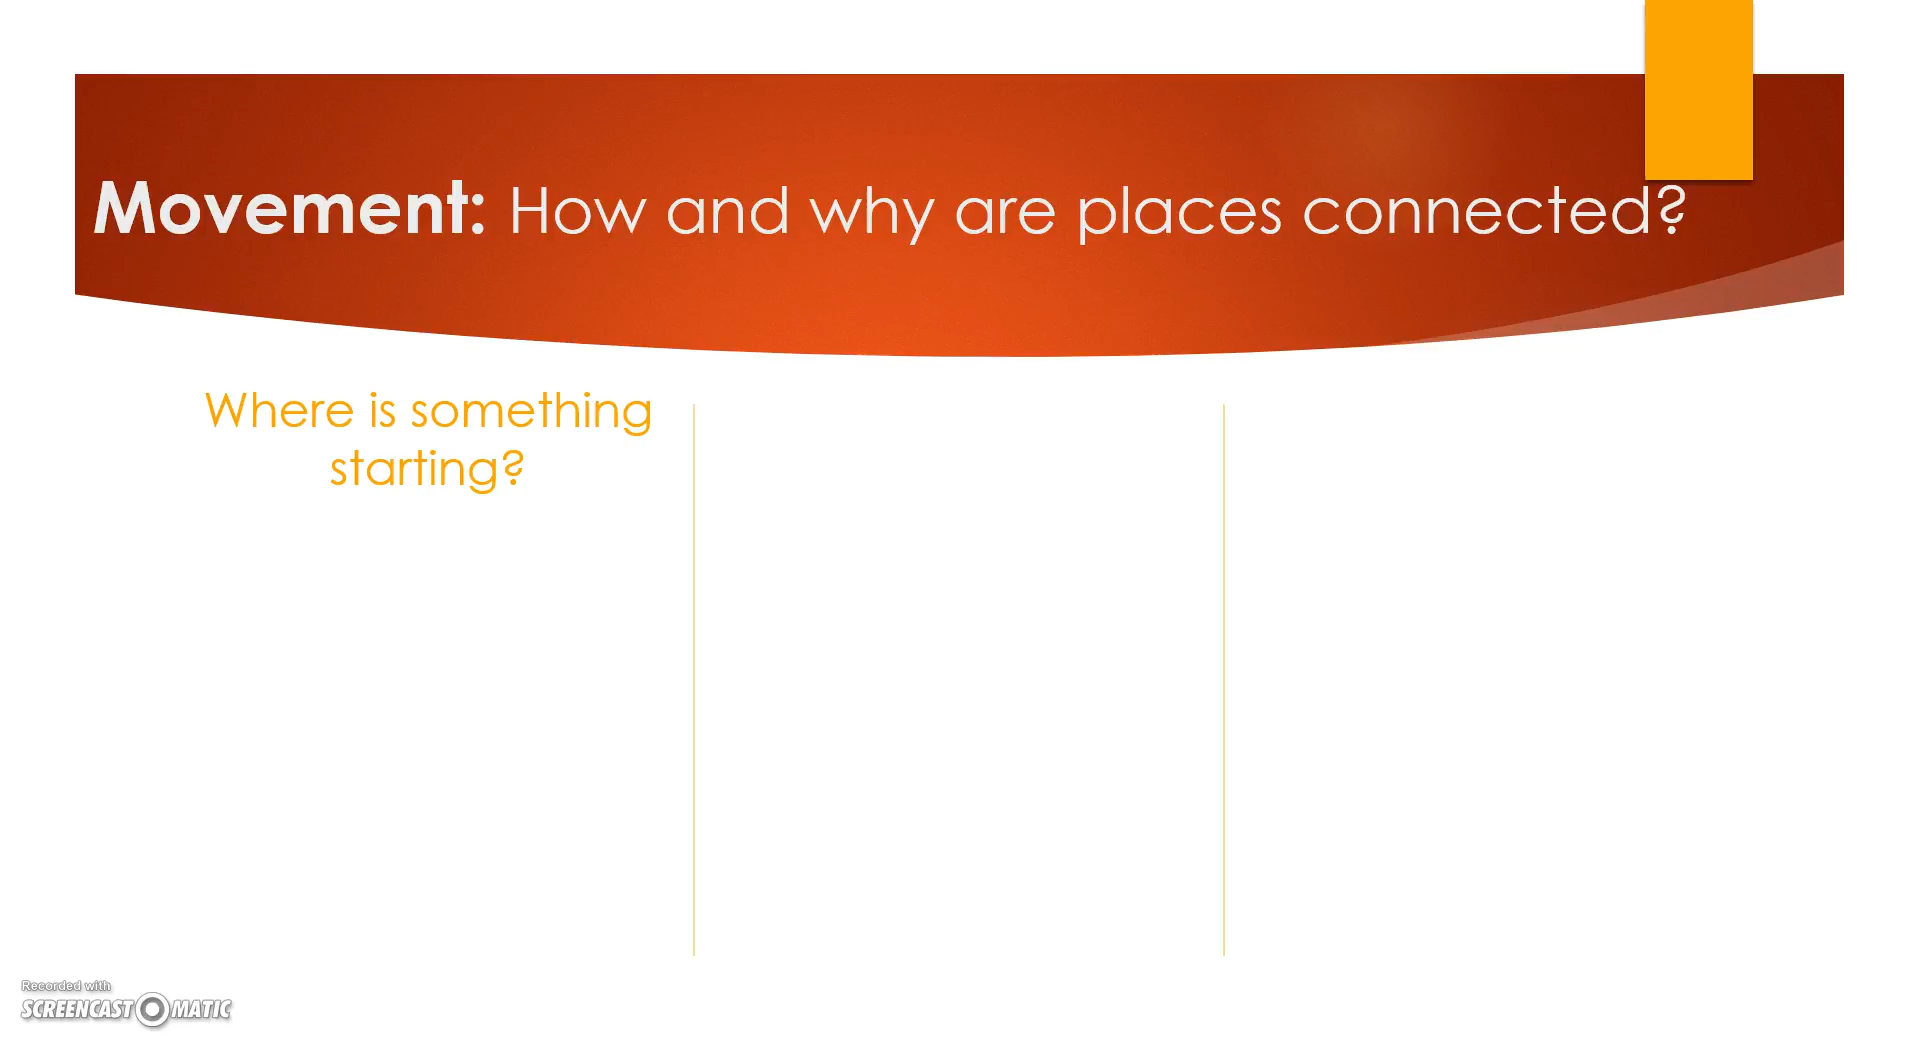 Movement: How and why are places connected?
Where is something
starting?
Recorded with
SCREENCAST MATIC